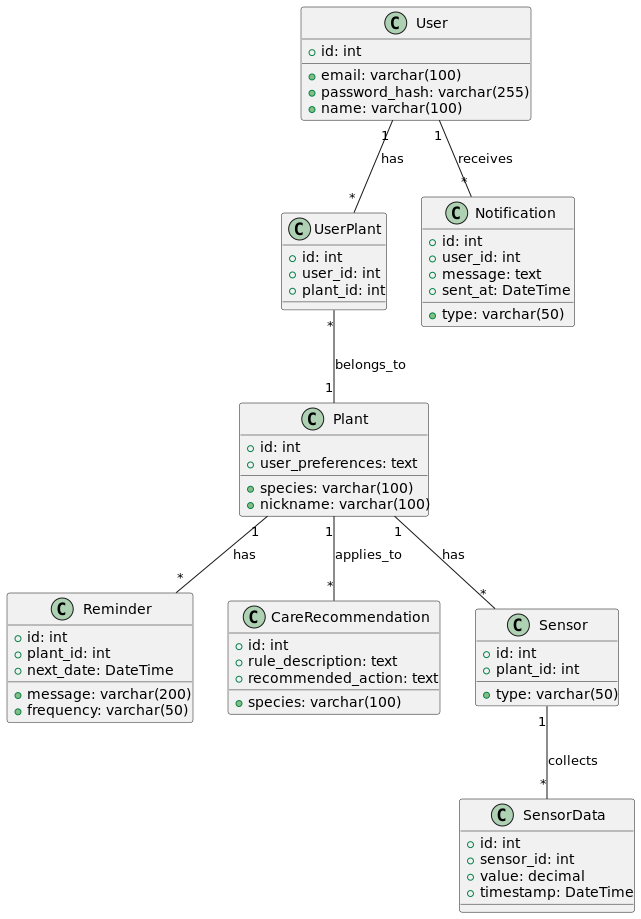 C User
id: int
email: varchar(100)
password_hash: varchar(255)
name: varchar(100)
1
1
has
receives
*
*
C UserPlant
id: int
user_id: int
plant_id: int
C Notification
id: int
user_id: int
message: text
sent_at: DateTime
type: varchar(50)
*
belongs_to
1
C Plant
id: int
user_preferences: text
species: varchar(100)
nickname: varchar(100)
1
1
1
has
applies_to
has
*
*
*
C Reminder
id: int
plant_id: int
next_date: DateTime
message: varchar(200)
frequency: varchar(50)
C CareRecommendation
id: int
rule_description: text
recommended_action: text
species: varchar(100)
C Sensor
id: int
plant_id: int
type: varchar(50)
1
collects
*
C SensorData
id: int
sensor_id: int
value: decimal
timestamp: DateTime